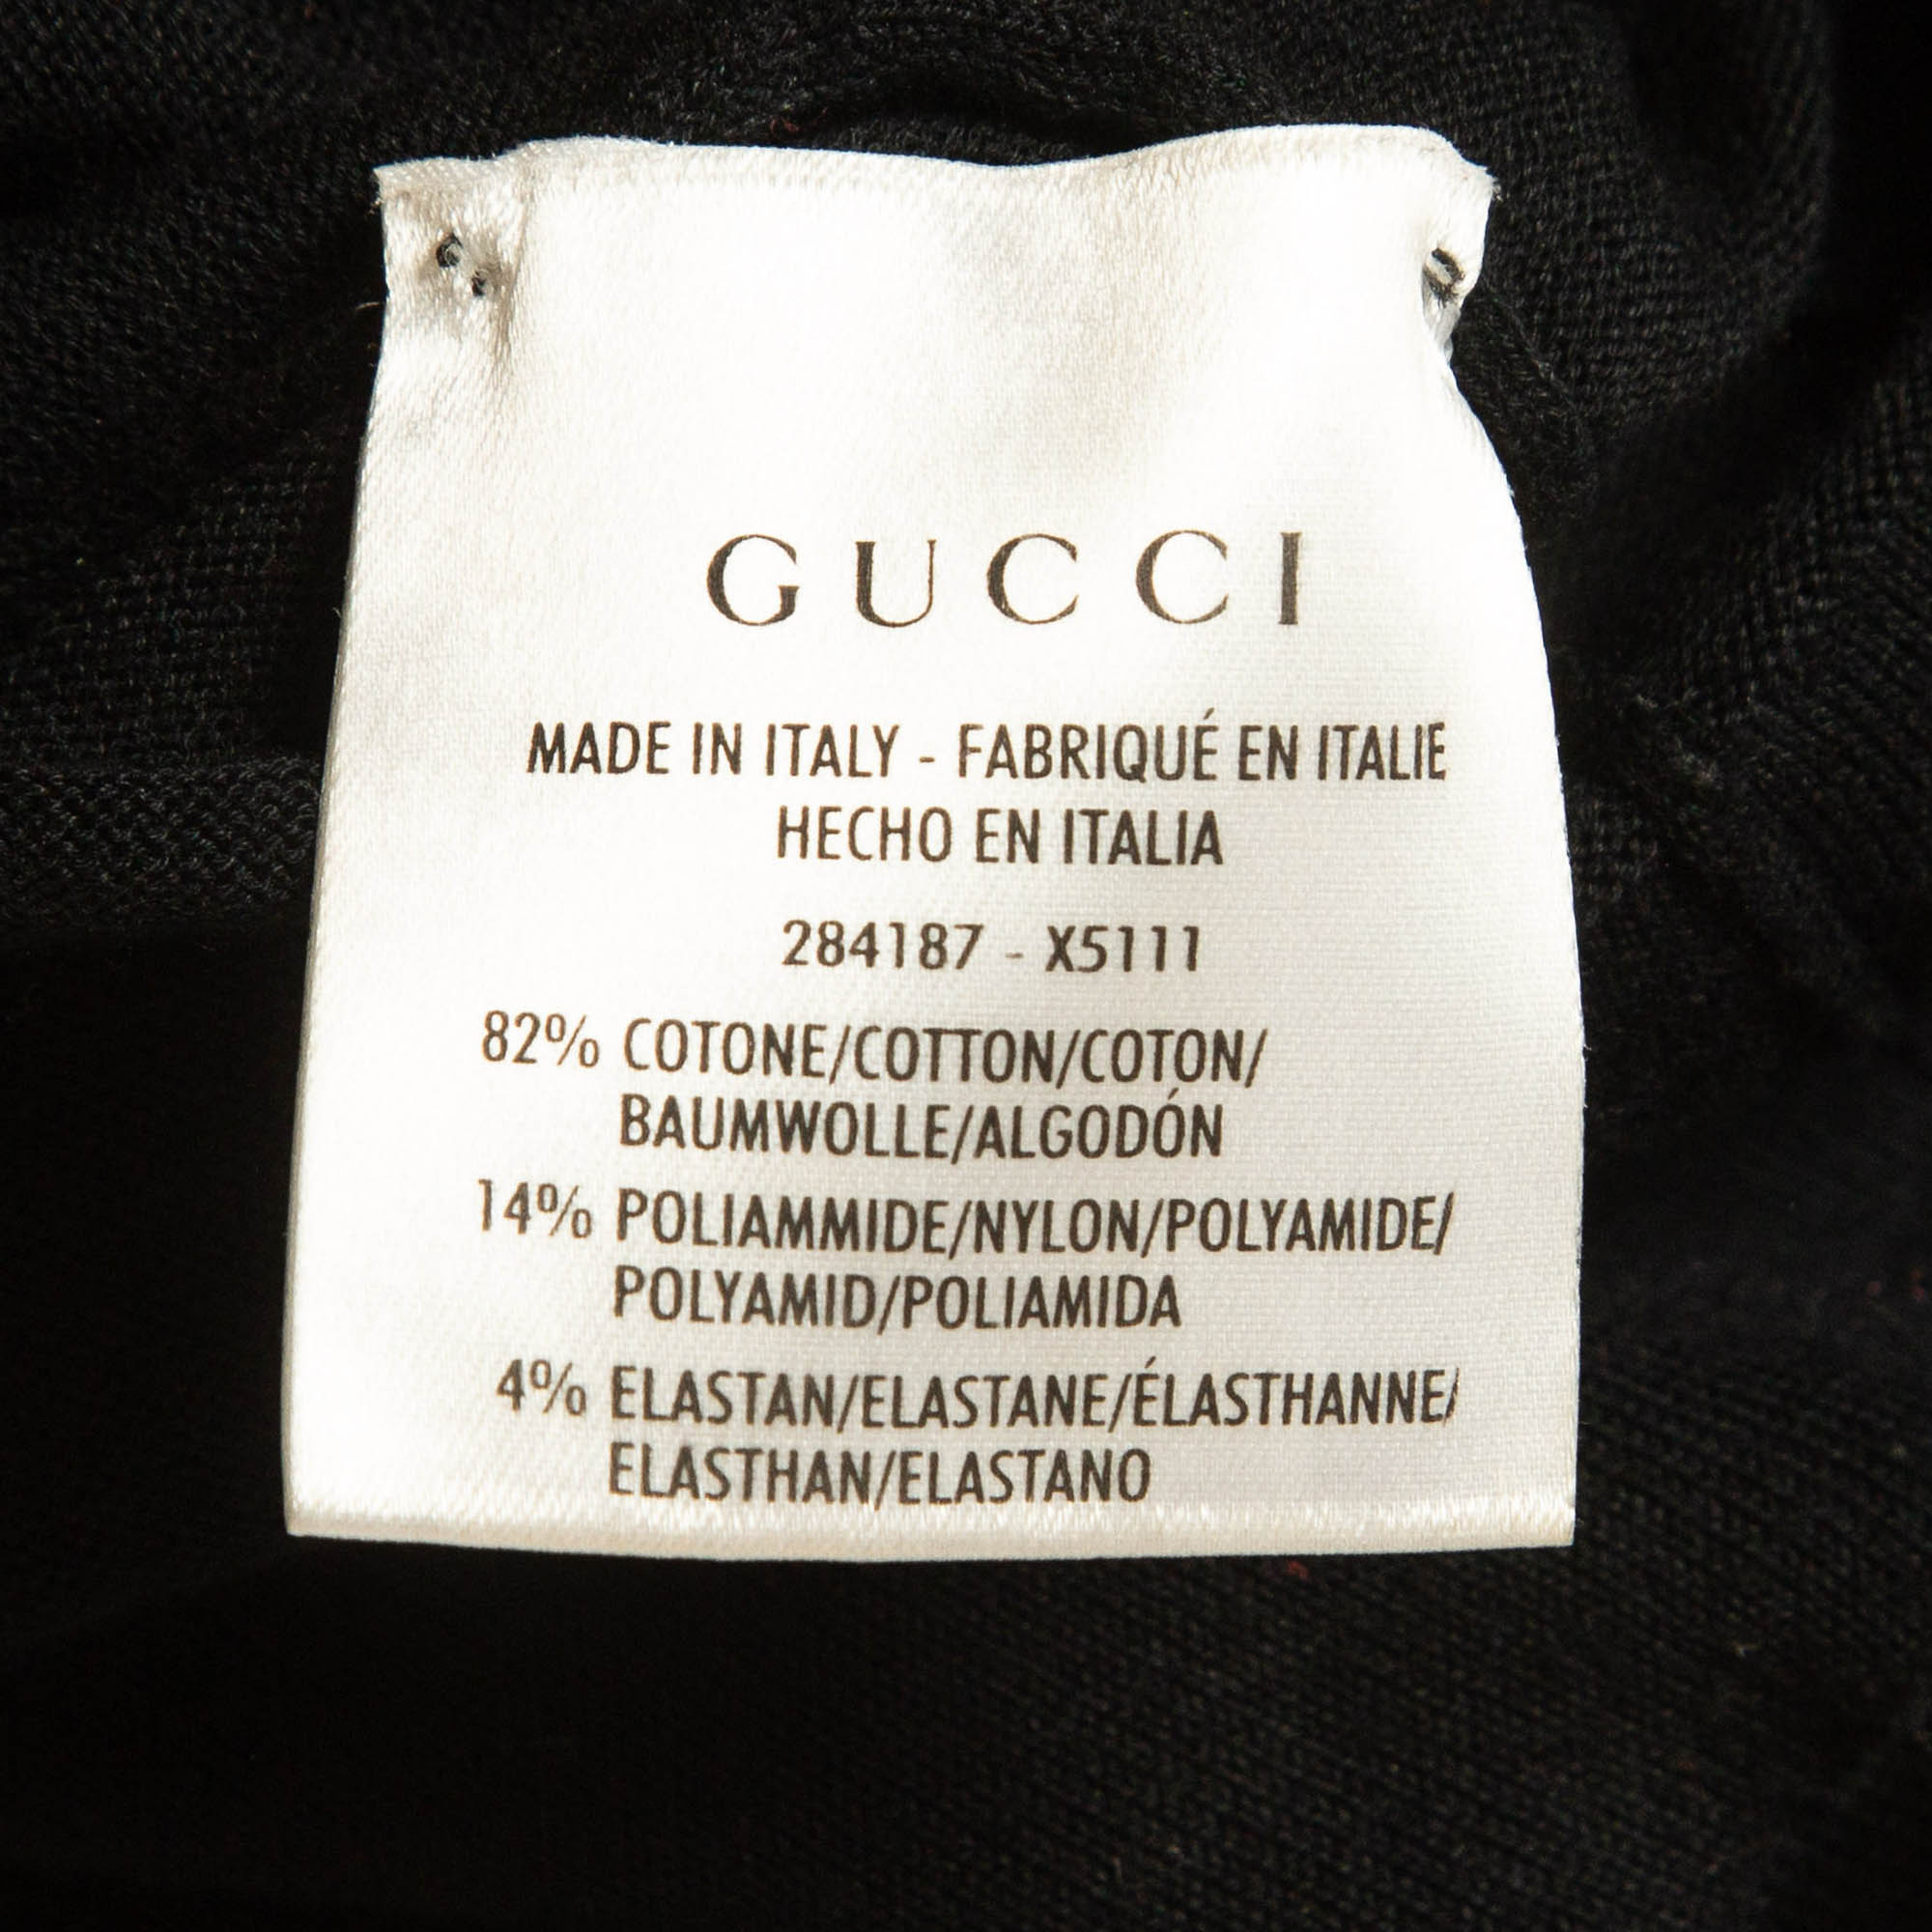 GUCCI
MADE IN ITALY - FABRIQUÉ EN ITALIE
HECHO EN ITALIA
284187 - X5111
82% COTONE/COTTON/COTON/
BAUMWOLLE/ALGODÓN
14% POLIAMMIDE/NYLON/POLYAMIDE/
POLYAMID/POLIAMIDA
4% ELASTAN/ELASTANE/ÉLASTHANNE/
ELASTHAN/ELASTANO